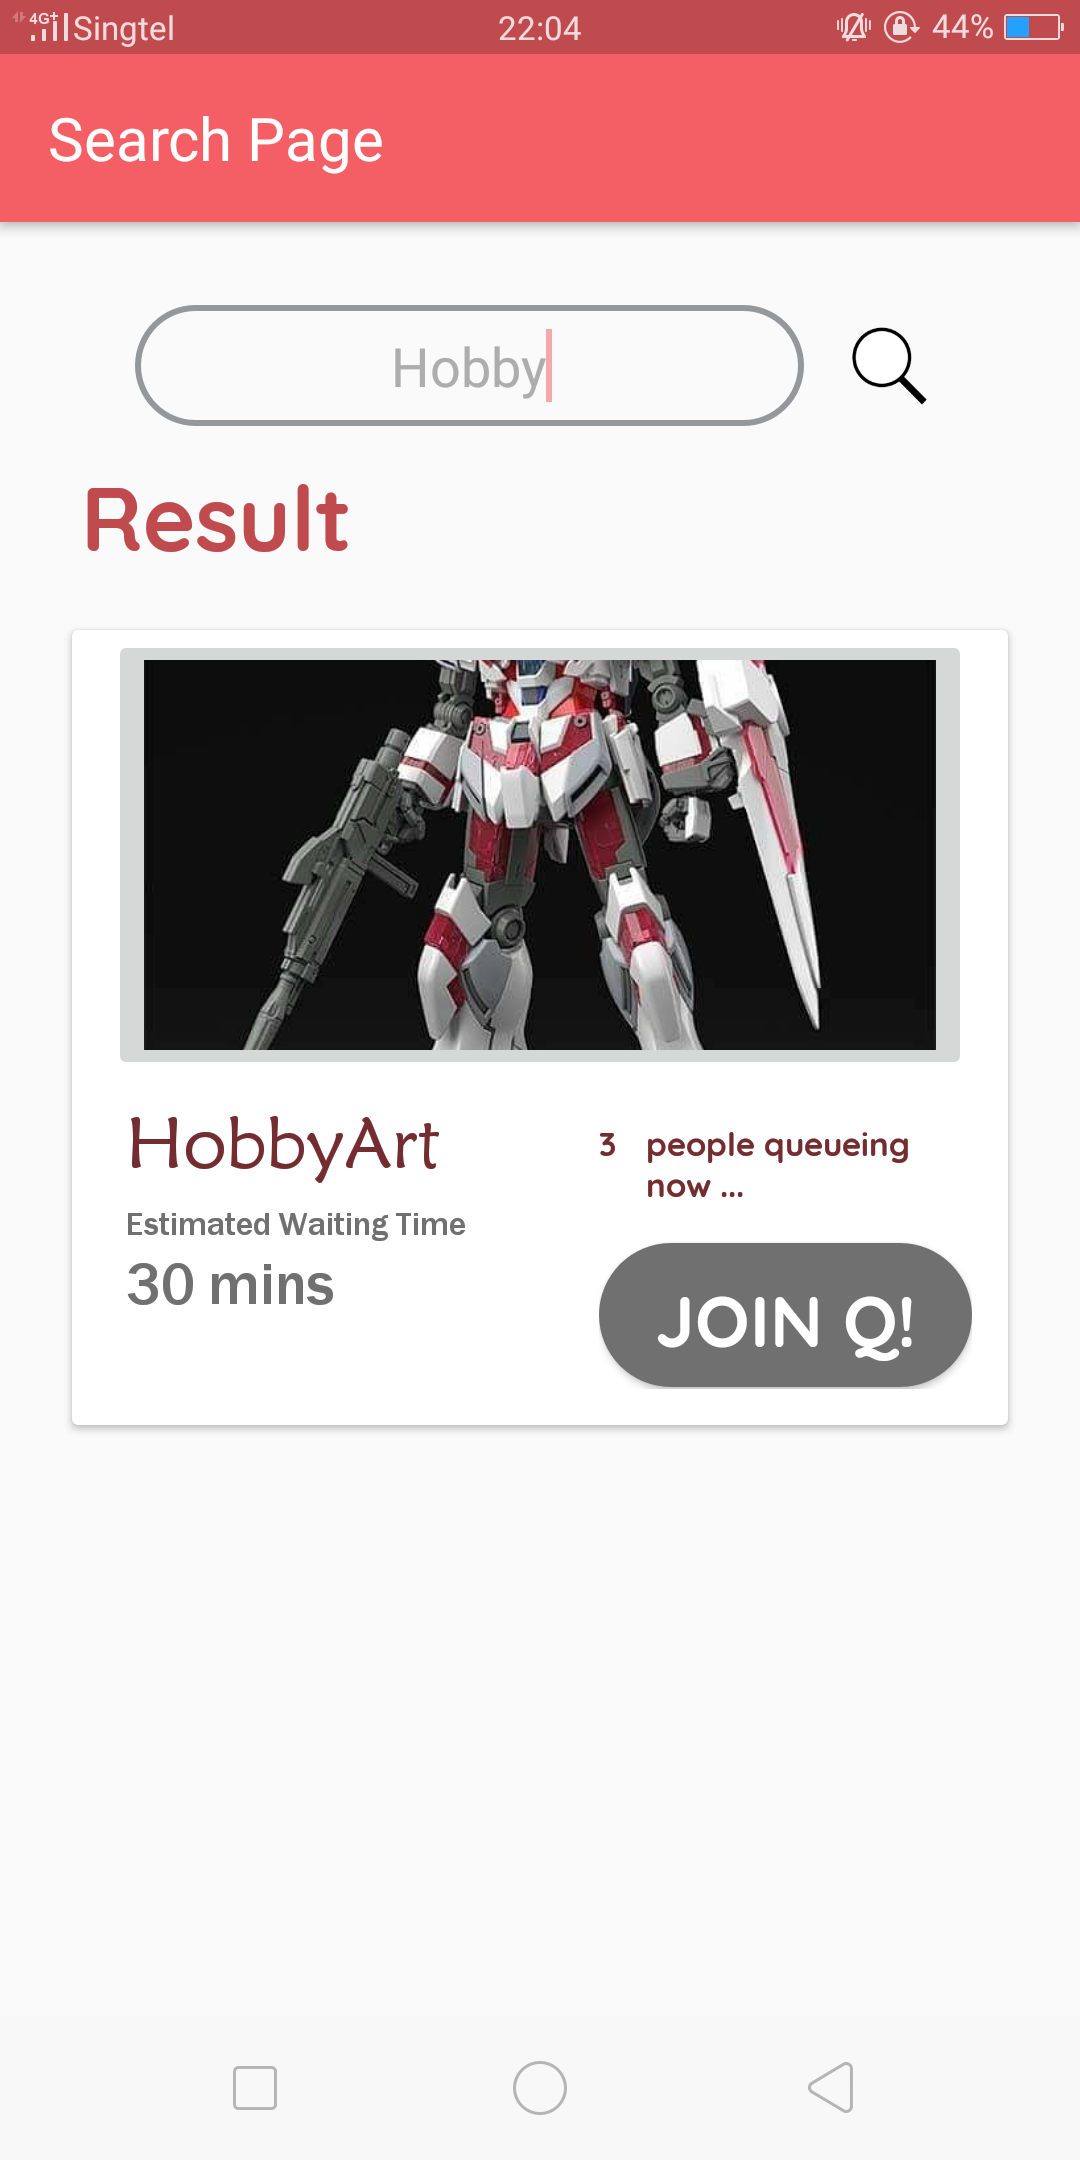 4G+ Singtel 22:04 44%
Search Page
Hobby
Result
HobbyArt
3 people queueing
now ...
Estimated Waiting Time
30 mins
JOIN Q!